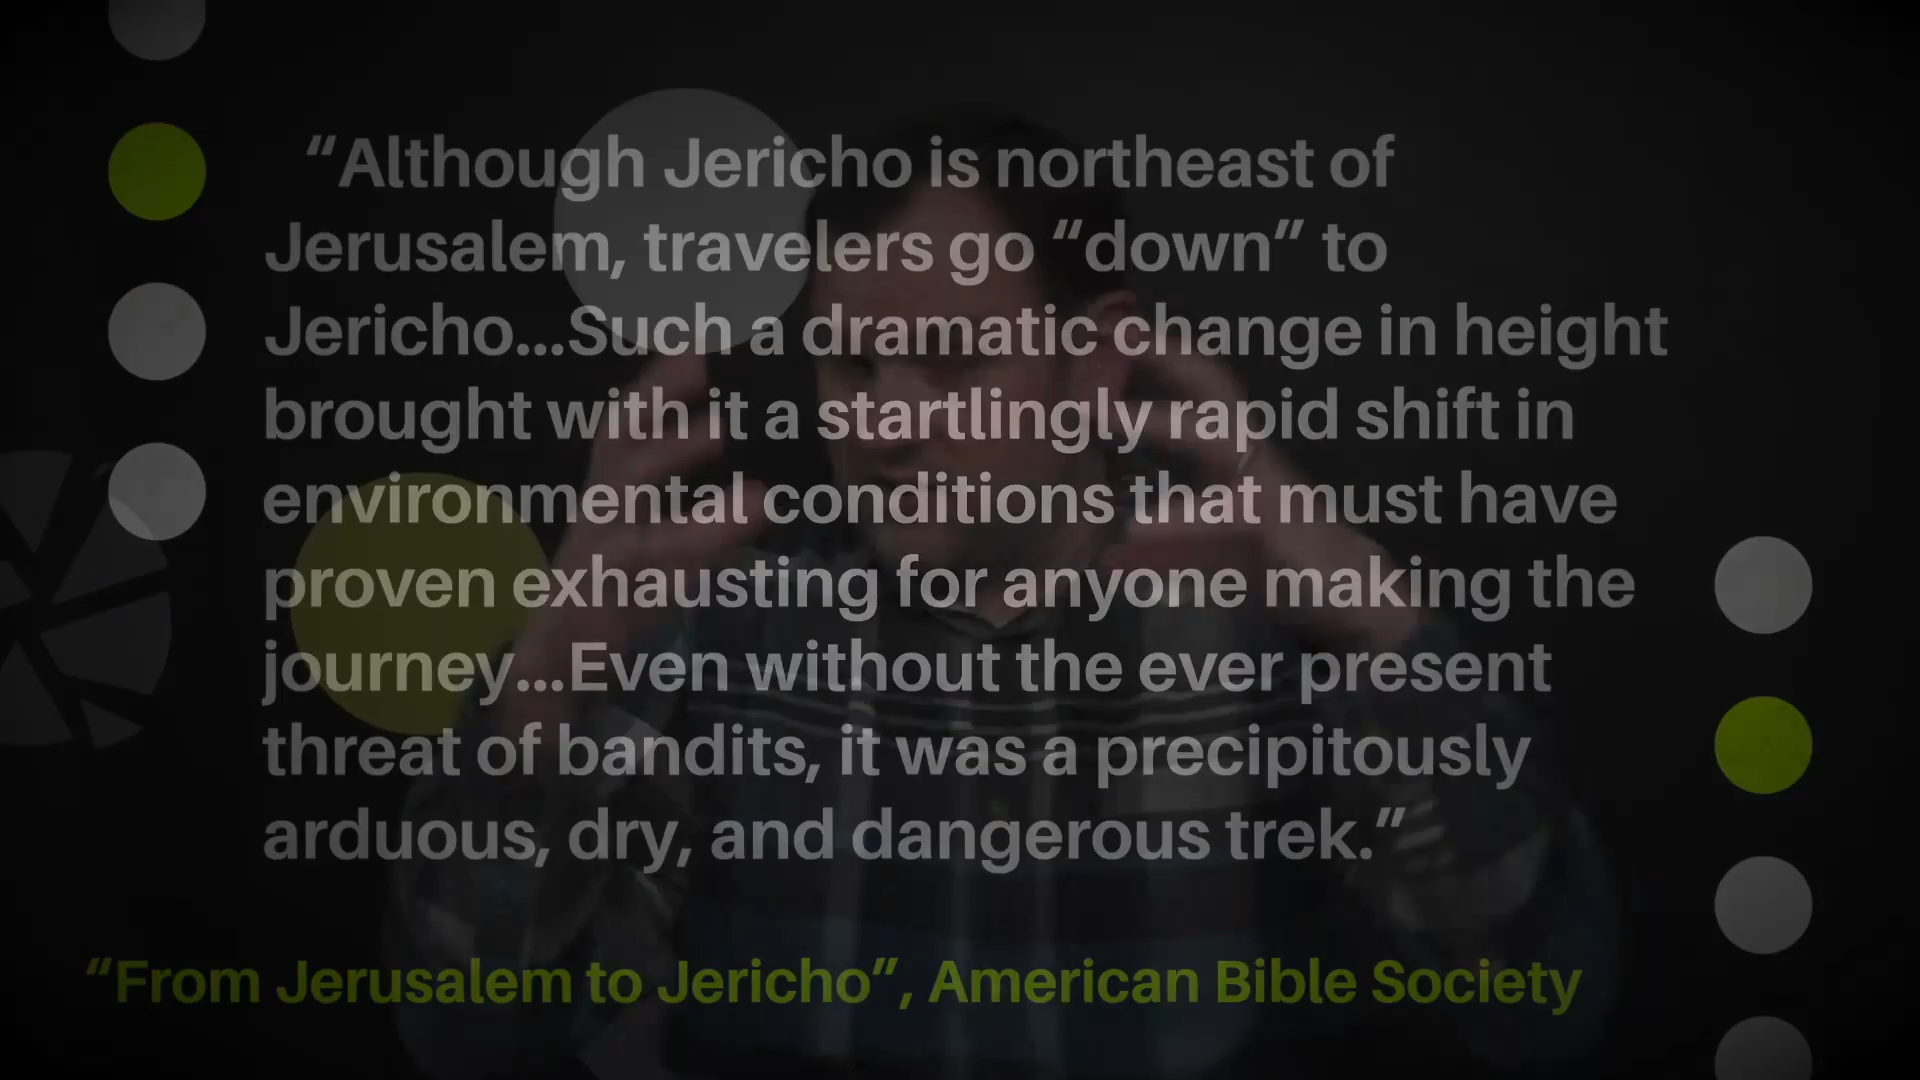 “Although Jericho is northeast of
Jerusalem, travelers go “down” to
Jericho...Such a dramatic change in height
brought with it a startlingly rapid shift in
environmental conditions that must have
proven exhausting for anyone making the
journey...Even without the ever present
threat of bandits, it was a precipitously
arduous, dry, and dangerous trek.”
“From Jerusalem to Jericho”, American Bible Society